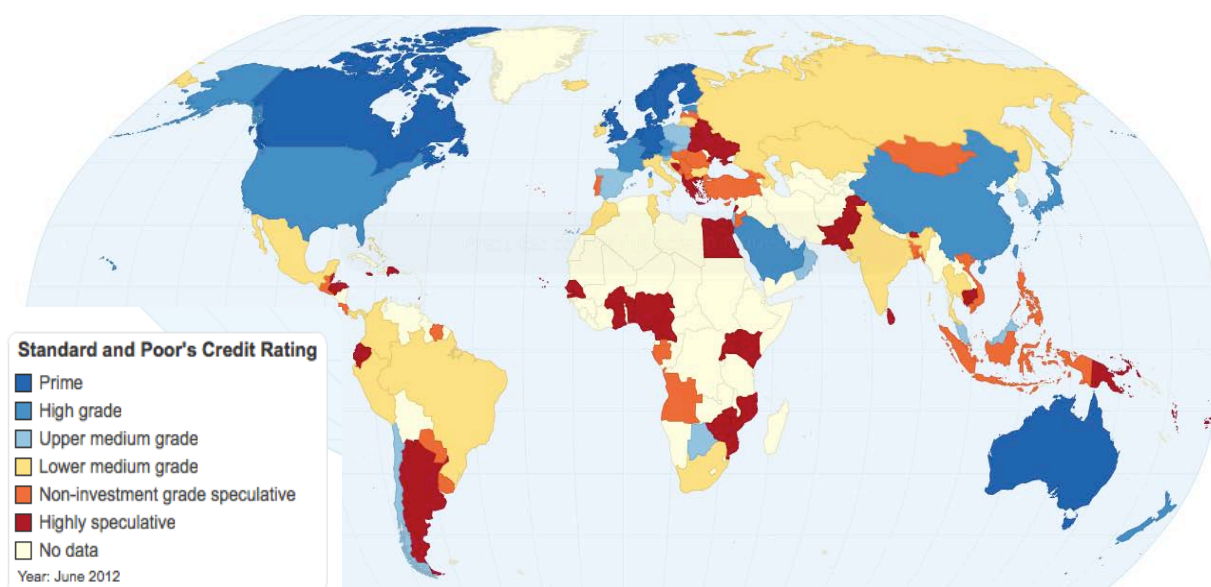 Standard and Poor's Credit Rating
Prime
High grade
Upper medium grade
Lower medium grade
Non-investment grade speculative
Highly speculative
No data
Year: June 2012